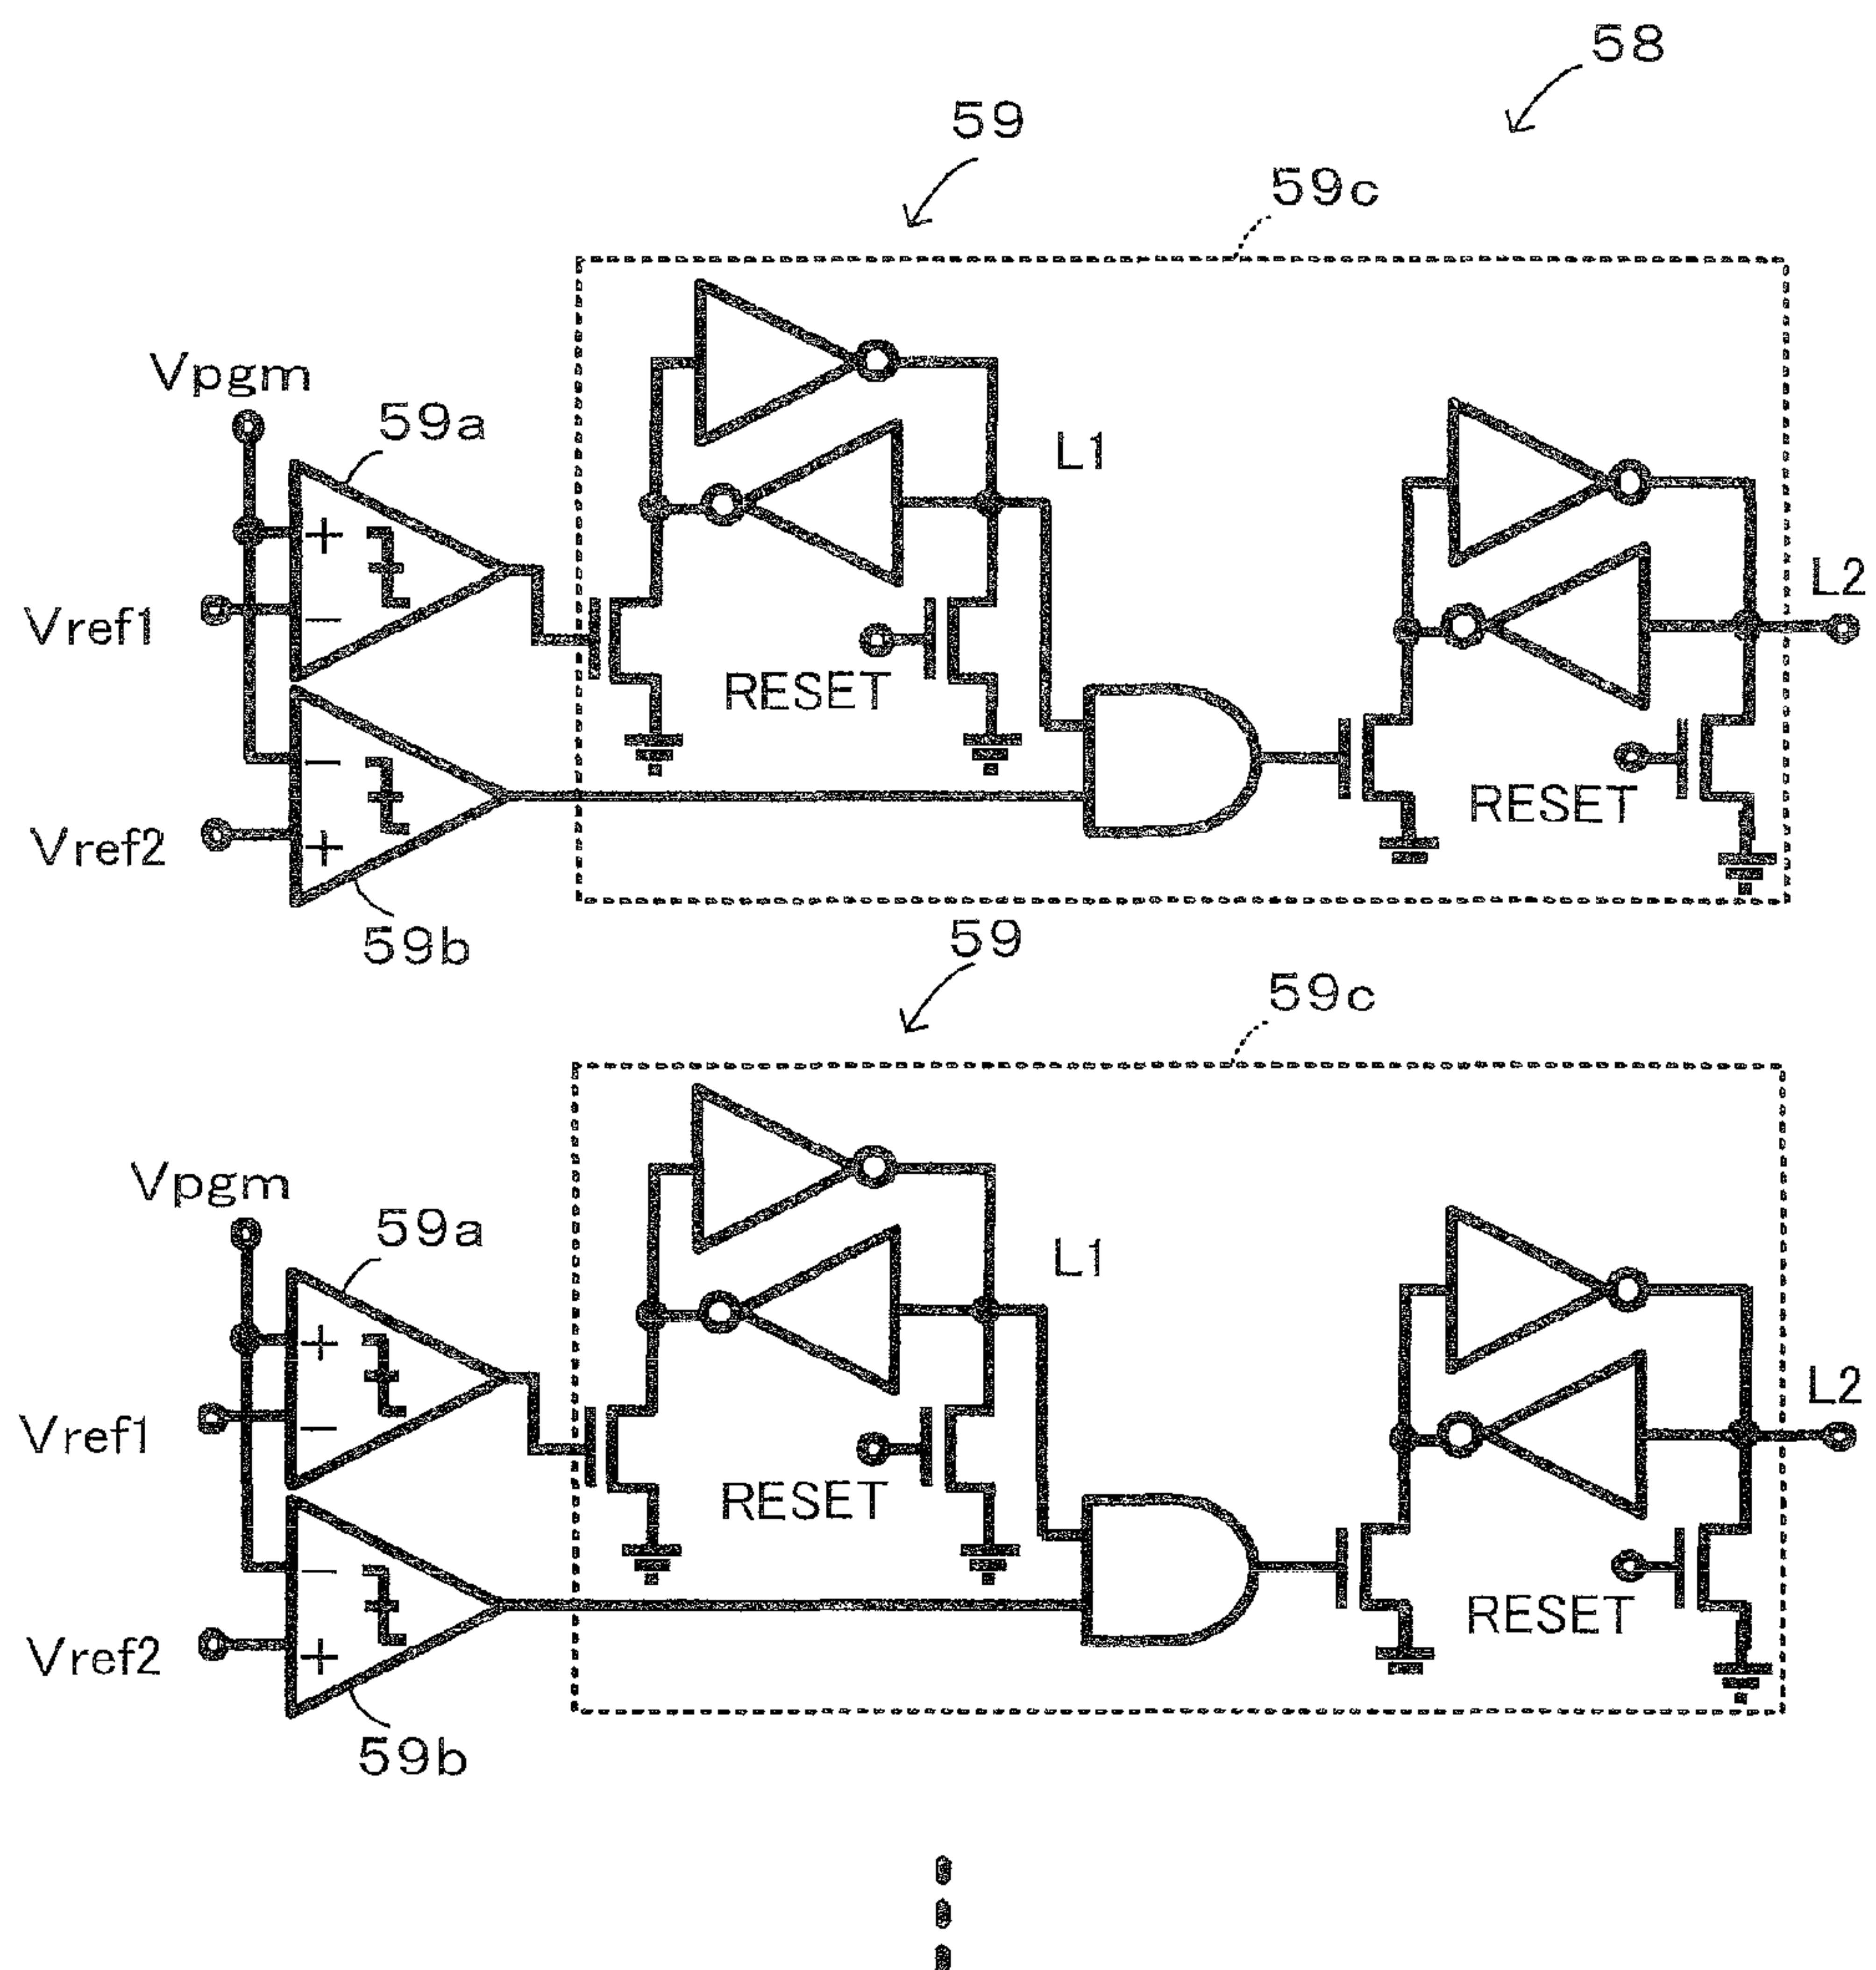 58
59
59c
Vpgm
59a
+
−
Vref1
L1
RESET
L2
−
+
Vref2
RESET
59b
59
59c
Vpgm
59a
+
−
Vref1
L1
RESET
L2
−
+
Vref2
RESET
59b